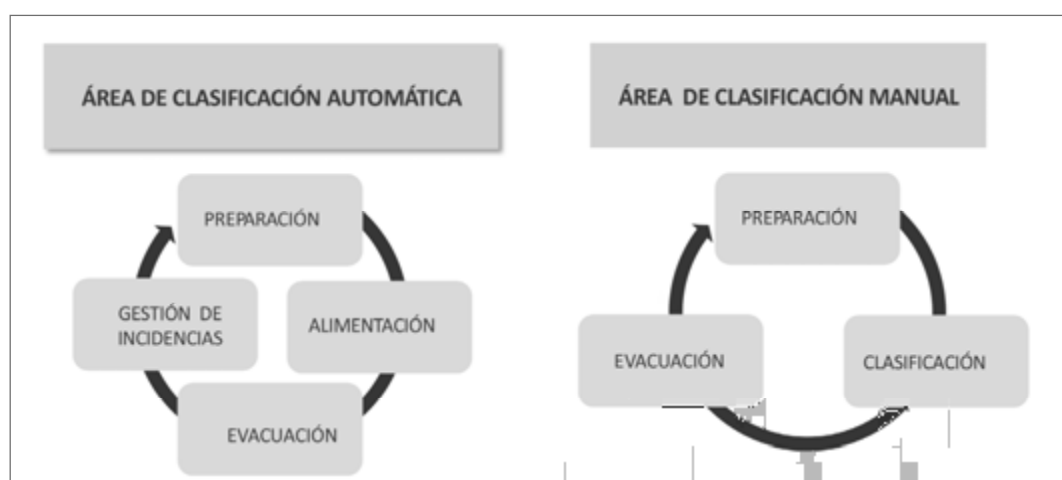 ÁREA DE CLASIFICACIÓN AUTOMÁTICA
PREPARACIÓN
ALIMENTACIÓN
EVACUACIÓN
GESTIÓN DE
INCIDENCIAS
ÁREA DE CLASIFICACIÓN MANUAL
PREPARACIÓN
CLASIFICACIÓN
EVACUACIÓN